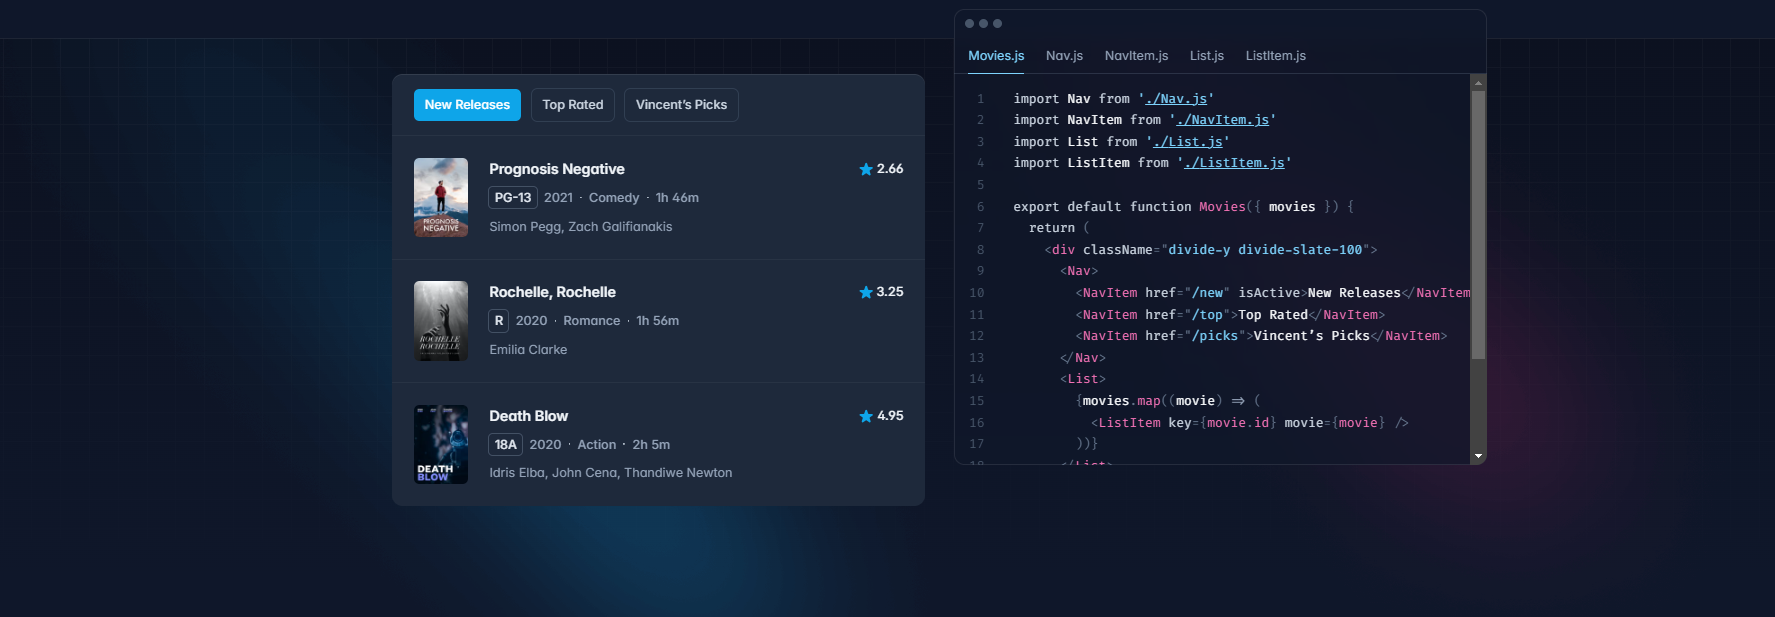 New Releases
Top Rated
Vincent's Picks
PROGNOSIS
NEGATIVE
Prognosis Negative
2.66
PG-13 2021 · Comedy · 1h 46m
Simon Pegg, Zach Galifianakis
ROCHELLE
ROCHELLE
Rochelle, Rochelle
3.25
R 2020 · Romance · 1h 56m
Emilia Clarke
DEATH
BLOW
Death Blow
4.95
18A 2020 · Action · 2h 5m
Idris Elba, John Cena, Thandiwe Newton
Movies.js Nav.js NavItem.js List.js ListItem.js
1 import Nav from './Nav.js'
2 import NavItem from './NavItem.js'
3 import List from './List.js'
4 import ListItem from './ListItem.js'
5
6 export default function Movies({ movies }) {
7 return (
8 <div className="divide-y divide-slate-100">
9 <Nav>
10 <NavItem href="/new" isActive>New Releases</NavItem
11 <NavItem href="/top">Top Rated</NavItem>
12 <NavItem href="/picks">Vincent's Picks</NavItem>
13 </Nav>
14 <List>
15 {movies.map((movie) => (
16 <ListItem key={movie.id} movie={movie} />
17 ))}
18 </List>